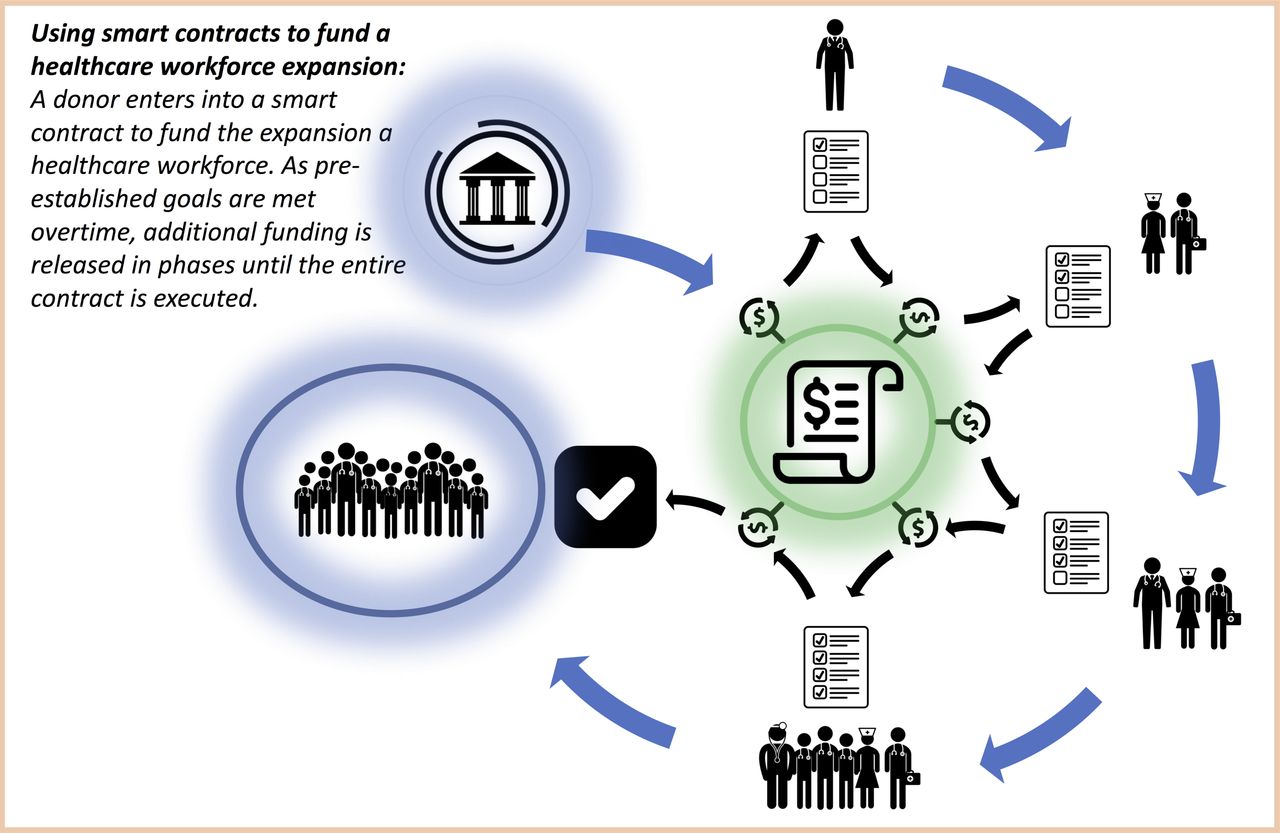 Using smart contracts to fund a
healthcare workforce expansion:
A donor enters into a smart
contract to fund the expansion a
healthcare workforce. As pre-
established goals are met
overtime, additional funding is
released in phases until the entire
contract is executed.
$
$
$
$
$
$